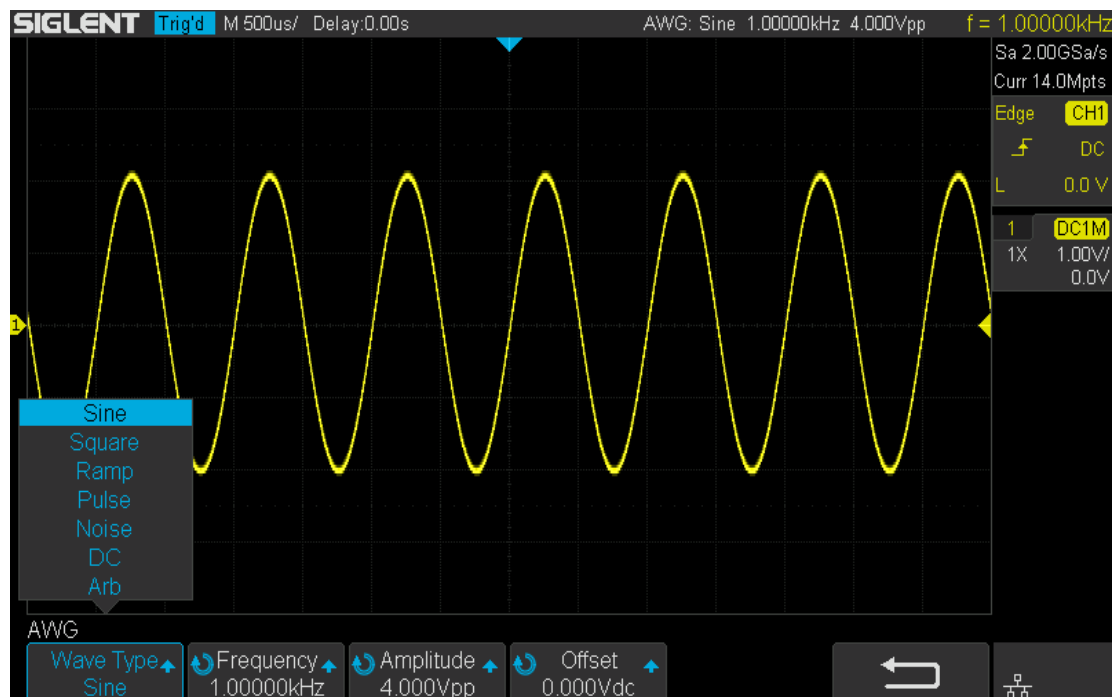 SIGLENT Trig'd M 500us/ Delay:0.00s AWG: Sine 1.00000kHz 4.000Vpp f = 1.00000kHz
Sa 2.00GSa/s
Curr 14.0Mpts
Edge CH1
DC
L 0.0 V
1 DC1M
1X 1.00V/
0.0V
1
Sine
Square
Ramp
Pulse
Noise
DC
Arb
AWG
Wave Type Frequency Amplitude Offset
Sine 1.00000kHz 4.000Vpp 0.000Vdc